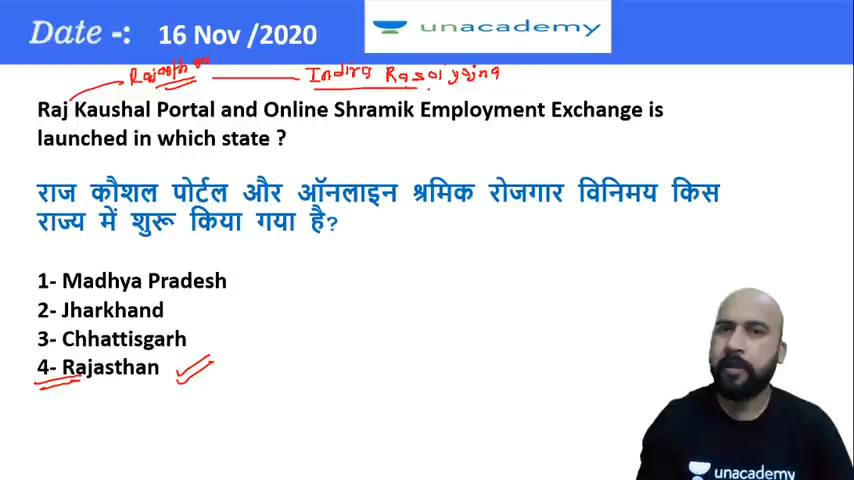 Date -: 16 Nov /2020
unacademy
Rajasthan Indira Rasoi yojna
Raj Kaushal Portal and Online Shramik Employment Exchange is
launched in which state ?
राज कौशल पोर्टल और ऑनलाइन श्रमिक रोजगार विनिमय किस
राज्य में शुरू किया गया है?
1- Madhya Pradesh
2- Jharkhand
3- Chhattisgarh
4- Rajasthan
unacademy